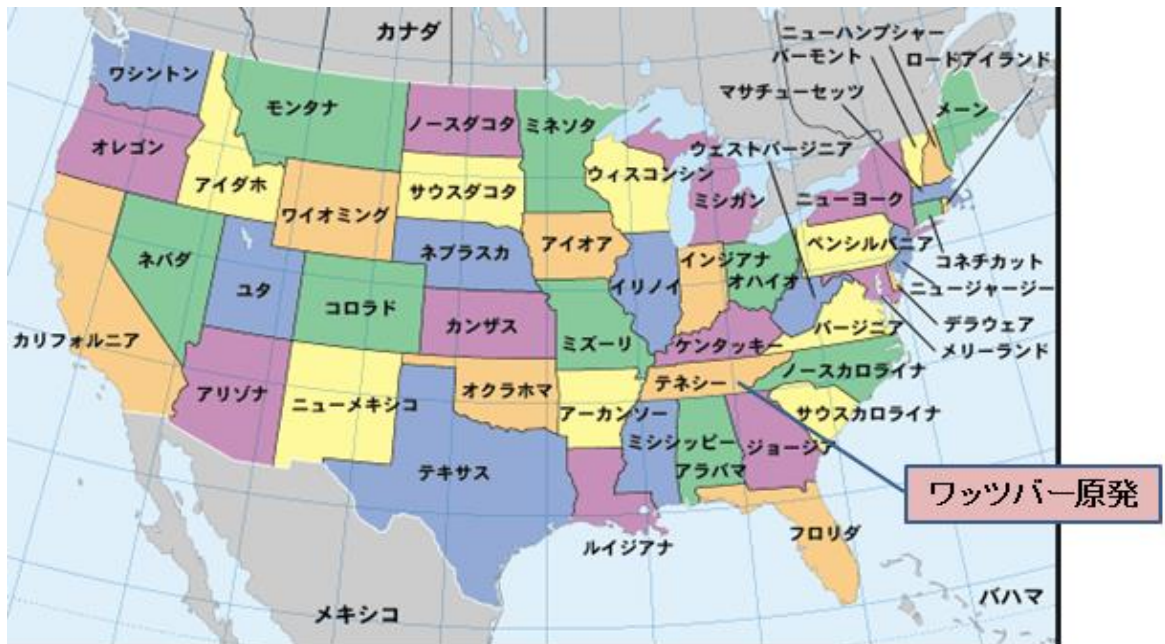 カナダ
ニューハンプシャー
バーモント
ロードアイランド
マサチューセッツ
メーン
ワシントン
モンタナ
ノースダコタ
ミネソタ
オレゴン
ウェストバージニア
アイダホ
サウスダコタ
ウィスコンシン
ミシガン
ニューヨーク
ワイオミング
アイオア
ネブラスカ
ペンシルバニア
ネバダ
ユタ
コロラド
イリノイ
インジアナ
オハイオ
コネチカット
ニュージャージー
カリフォルニア
カンザス
ミズーリ
ケンタッキー
バージニア
デラウェア
メリーランド
アリゾナ
ニューメキシコ
オクラホマ
アーカンソー
テネシー
ノースカロライナ
サウスカロライナ
テキサス
ミシシッピー
アラバマ
ジョージア
ワッツバー原発
ルイジアナ
フロリダ
メキシコ
バハマ